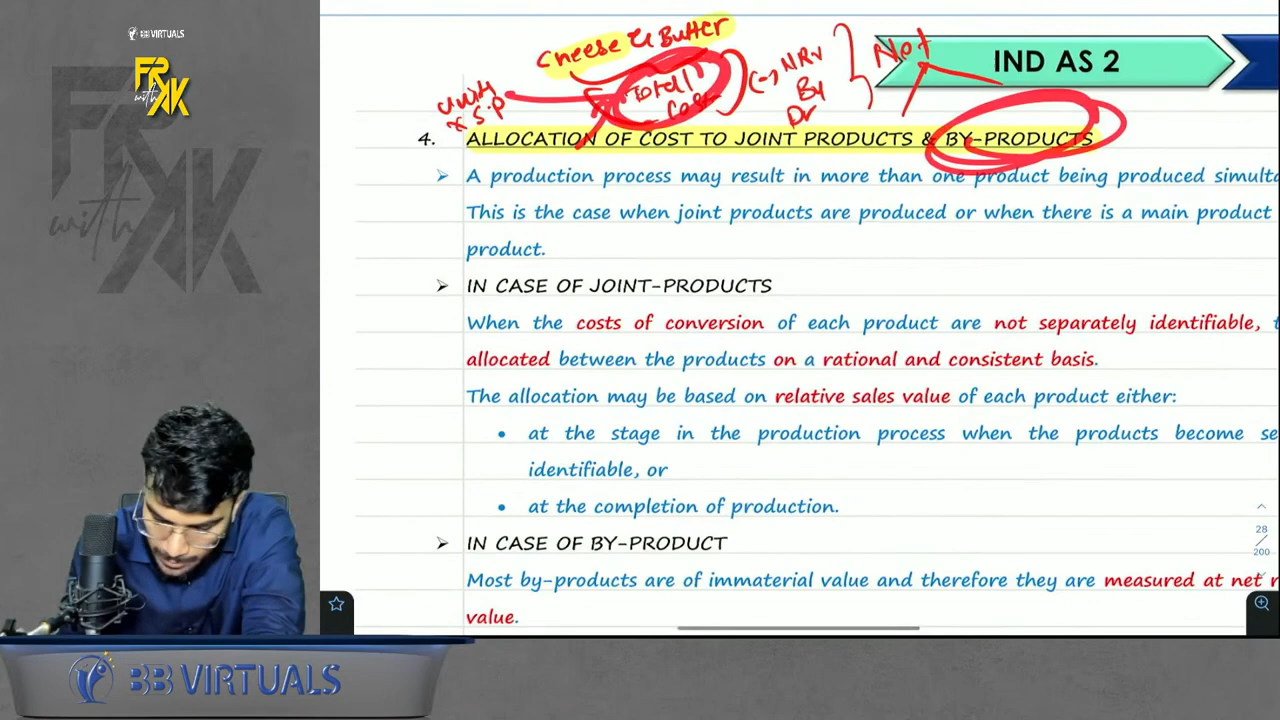 BB VIRTUALS
FR
with
AK
FR
with
AK
Cheese & Butter
Total
Cost
units
x S.P
(-) NRV
By
Pr
Not
IND AS 2
4. ALLOCATION OF COST TO JOINT PRODUCTS & BY-PRODUCTS
➢ A production process may result in more than one product being produced simulta
This is the case when joint products are produced or when there is a main product
product.
➢ IN CASE OF JOINT-PRODUCTS
When the costs of conversion of each product are not separately identifiable, t
allocated between the products on a rational and consistent basis.
The allocation may be based on relative sales value of each product either:
• at the stage in the production process when the products become se
identifiable, or
• at the completion of production.
➢ IN CASE OF BY-PRODUCT
Most by-products are of immaterial value and therefore they are measured at net r
value.
28
/
200
BB VIRTUALS